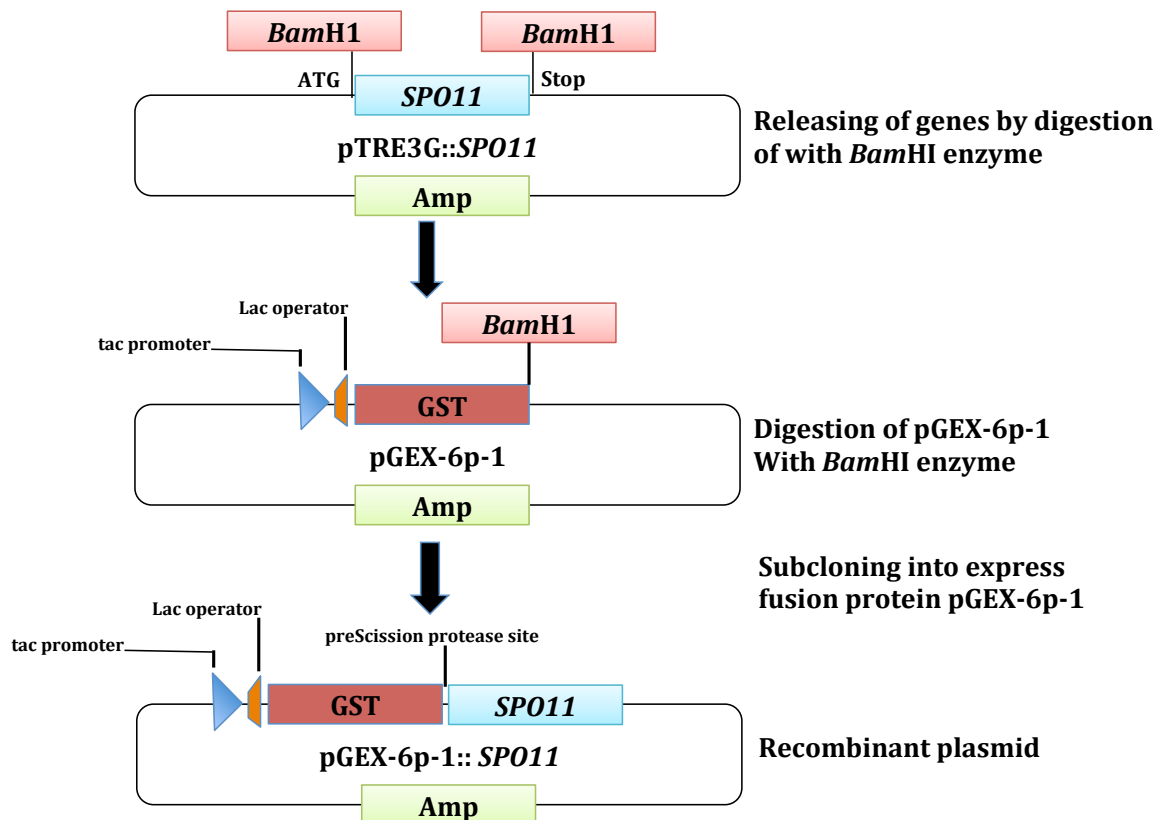 BamH1
BamH1
ATG
Stop
SPO11
pTRE3G::SPO11
Amp
Releasing of genes by digestion
of with BamHI enzyme
Lac operator
tac promoter
BamH1
GST
pGEX-6p-1
Amp
Digestion of pGEX-6p-1
With BamHI enzyme
Subcloning into express
fusion protein pGEX-6p-1
Lac operator
tac promoter
preScission protease site
GST
SPO11
pGEX-6p-1:: SPO11
Amp
Recombinant plasmid